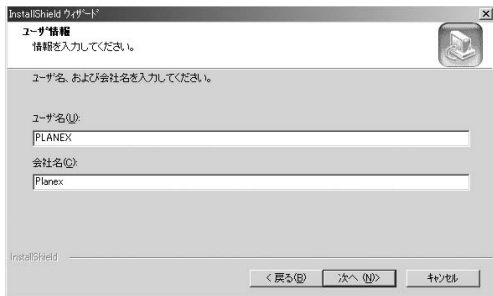 InstallShield ウィザード
ユーザ情報
情報を入力してください。
ユーザ名、および会社名を入力してください。
ユーザ名(U):
PLANEX
会社名(C):
Planex
InstallShield
< 戻る(B)
次へ (N)>
キャンセル